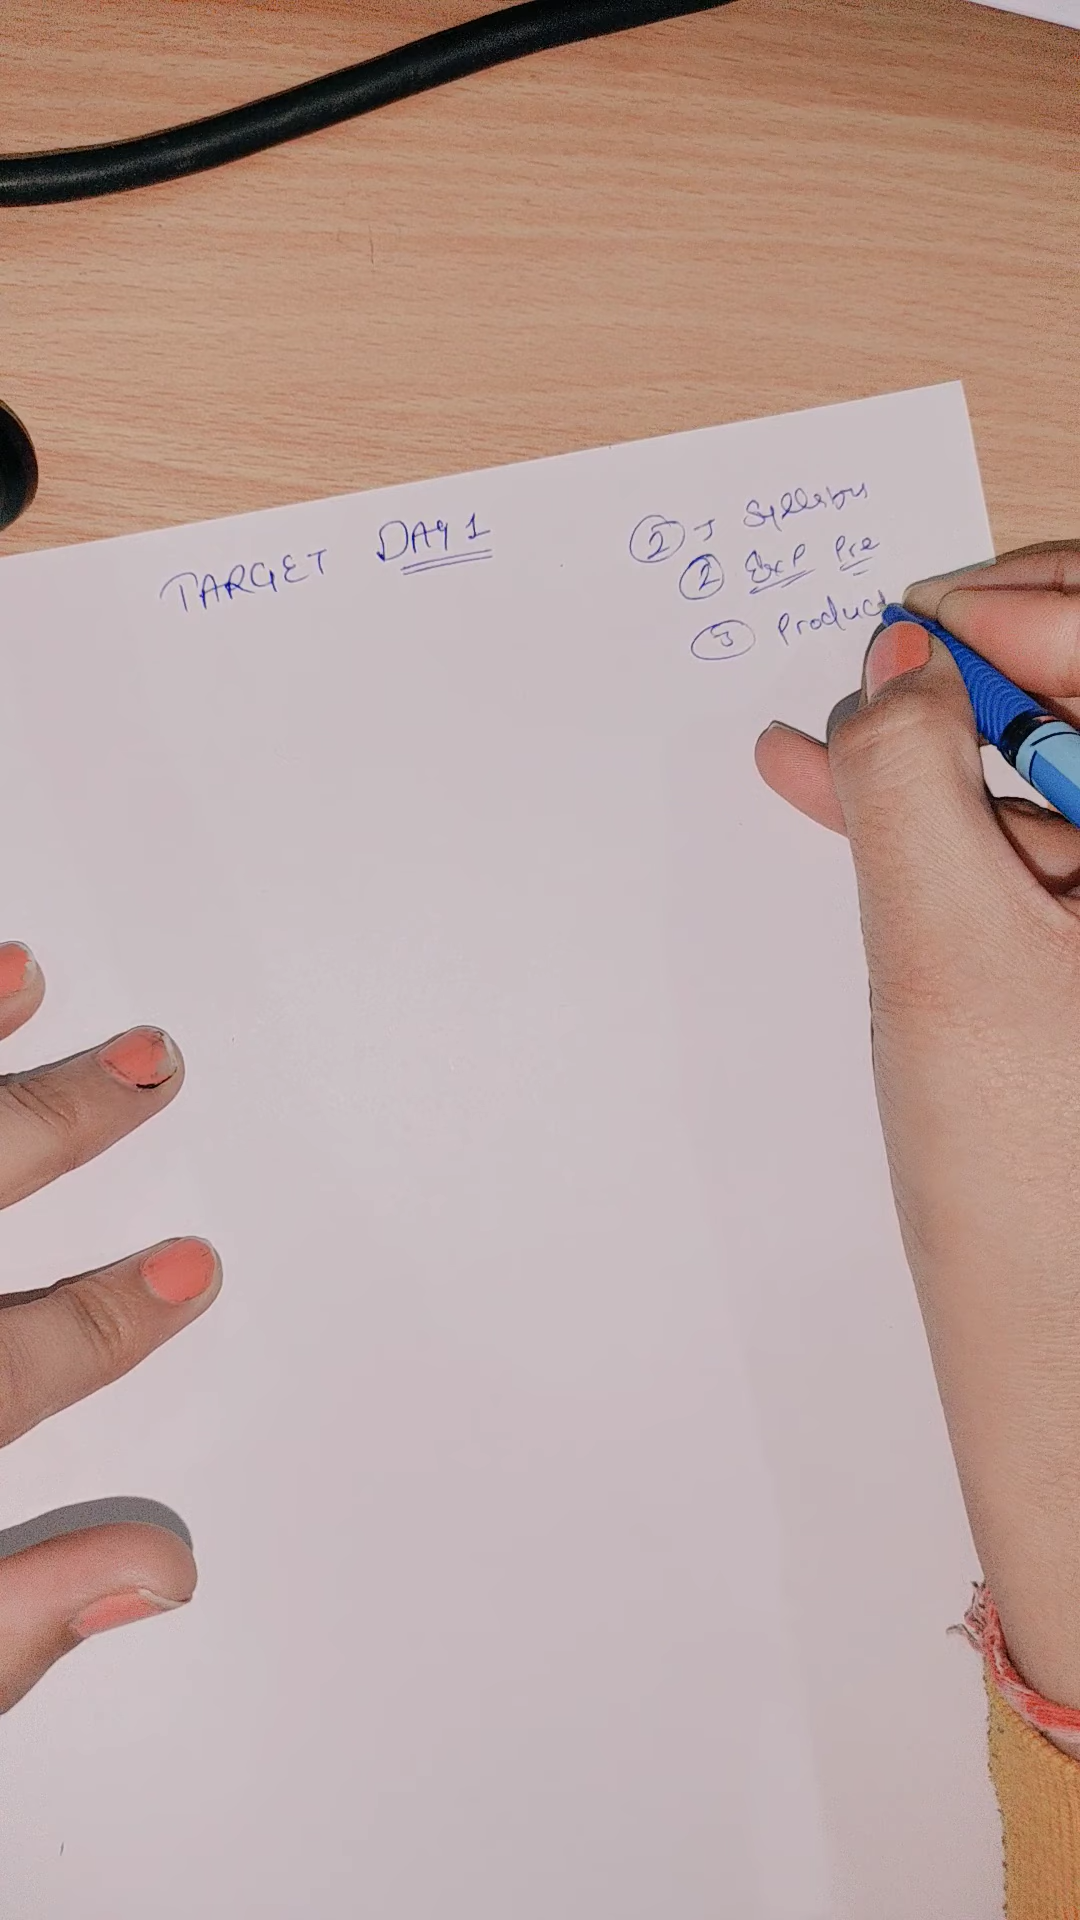 TARGET DAY 1
① Syllabus
② Exp Pre
③ Product